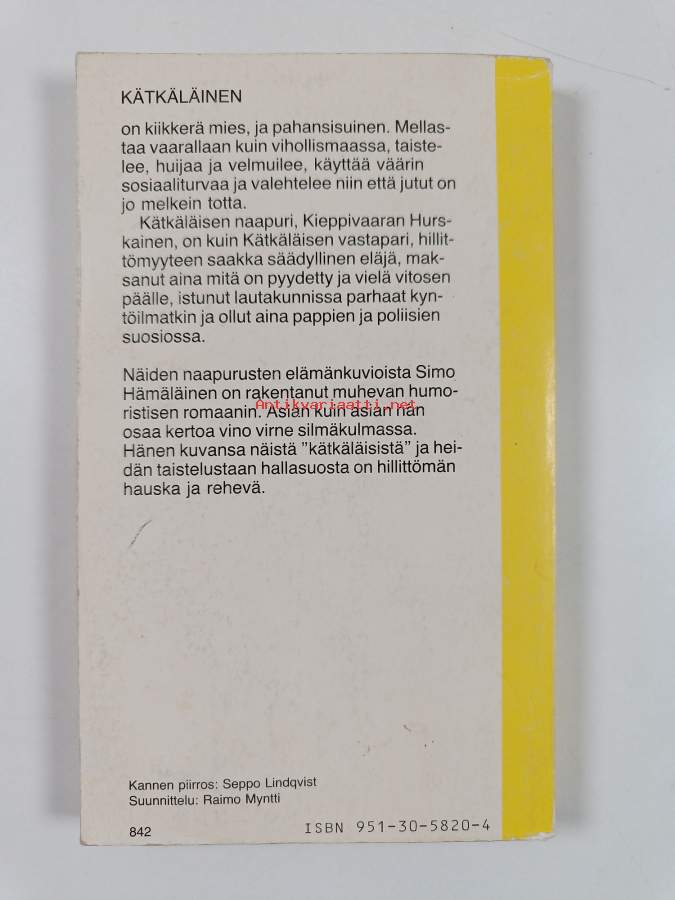 KÄTKÄLÄINEN
on kiikkerä mies, ja pahansisuinen. Mellas-
taa vaarallaan kuin vihollismaassa, taiste-
lee, huijaa ja velmuilee, käyttää väärin
sosiaaliturvaa ja valehtelee niin että jutut on
jo melkein totta.
Kätkäläisen naapuri, Kieppivaaran Hurs-
kainen, on kuin Kätkäläisen vastapari, hillit-
tömyyteen saakka säädyllinen eläjä, mak-
sanut aina mitä on pyydetty ja vielä vitosen
päälle, istunut lautakunnissa parhaat kyn-
töilmatkin ja ollut aina pappien ja poliisien
suosiossa.
Näiden naapurusten elämänkuvioista Simo
Hämäläinen on rakentanut muhevan humo-
ristisen romaanin. Asian kuin asian hän
Antikvariaatti.net
osaa kertoa vino virne silmäkulmassa.
Hänen kuvansa näistä "kätkäläisistä" ja hei-
dän taistelustaan hallasuosta on hillittömän
hauska ja rehevä.
Kannen piirros: Seppo Lindqvist
Suunnittelu: Raimo Myntti
842
ISBN 951-30-5820-4